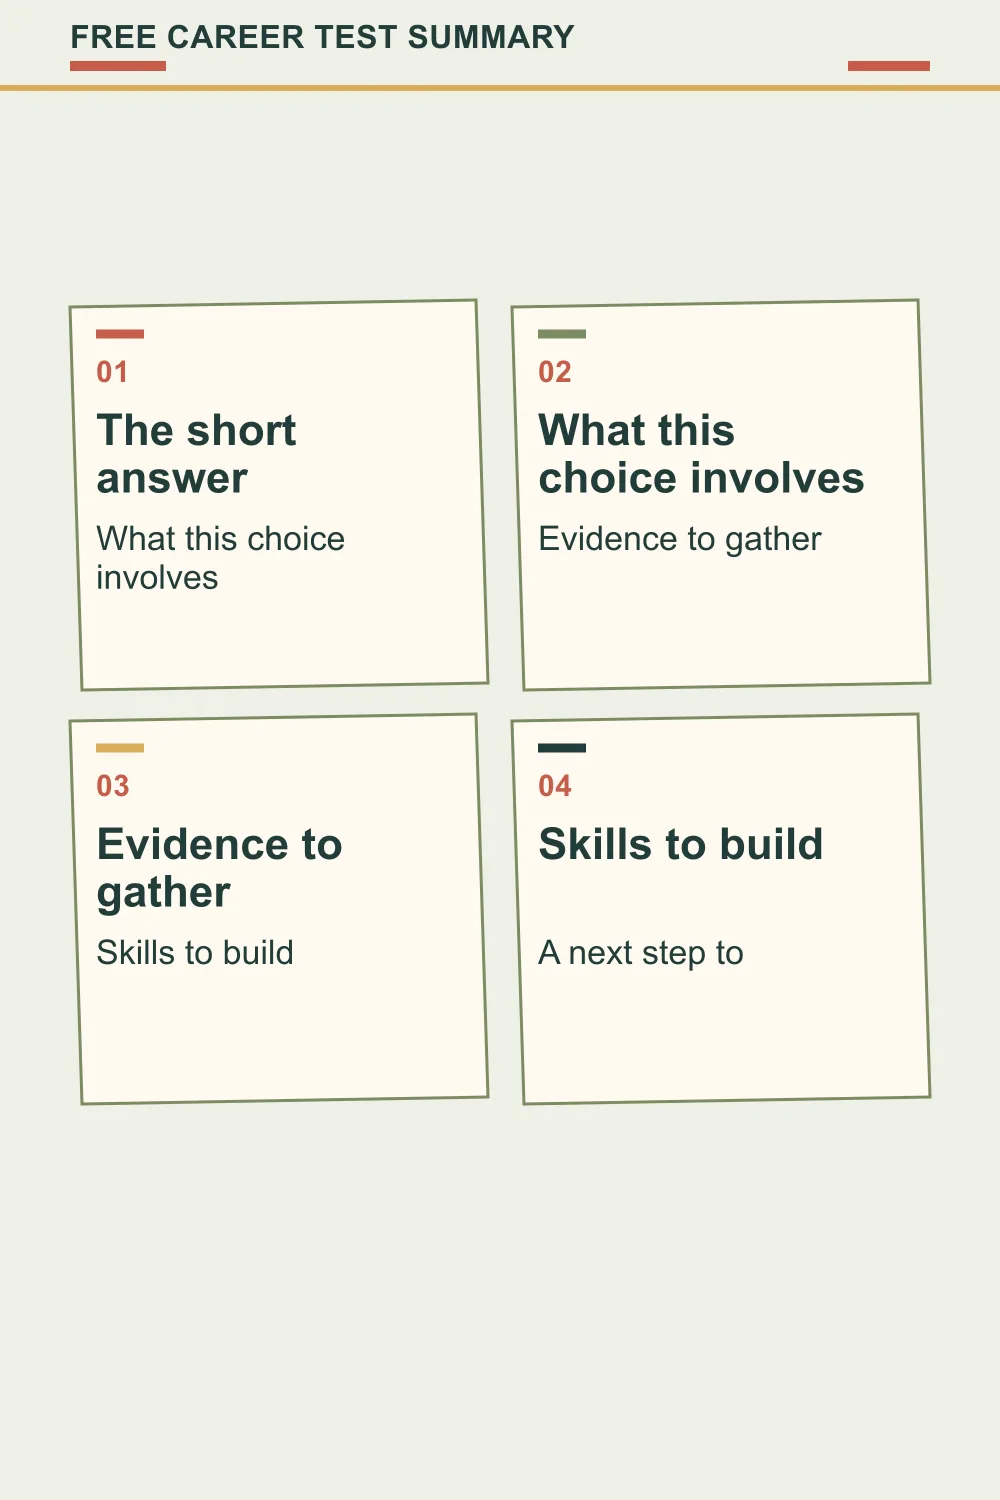 FREE CAREER TEST SUMMARY
01
The short
answer
What this choice
involves
02
What this
choice involves
Evidence to gather
03
Evidence to
gather
Skills to build
04
Skills to build
A next step to